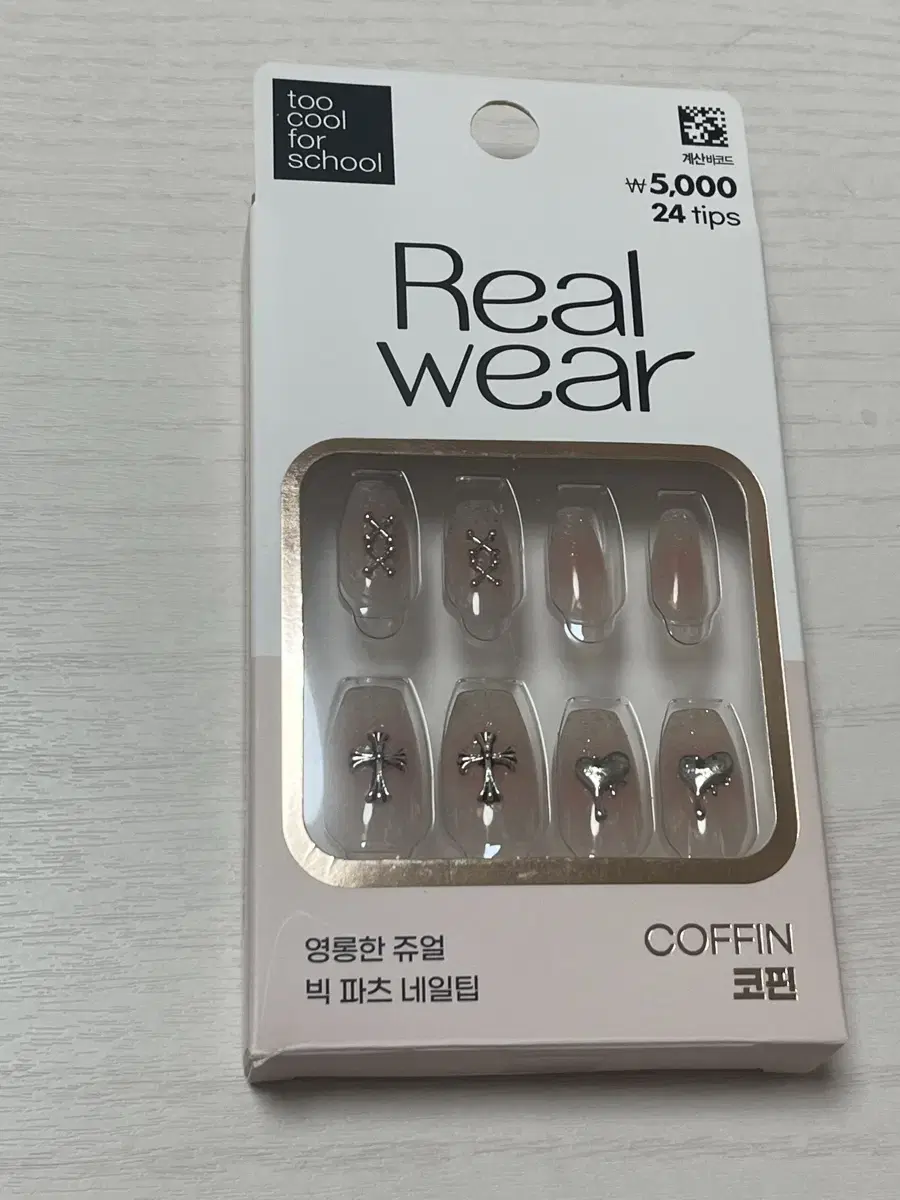 too
cool
for
school
계산바코드
₩5,000
24 tips
Real
wear
영롱한 쥬얼
빅 파츠 네일팁
COFFIN
코핀